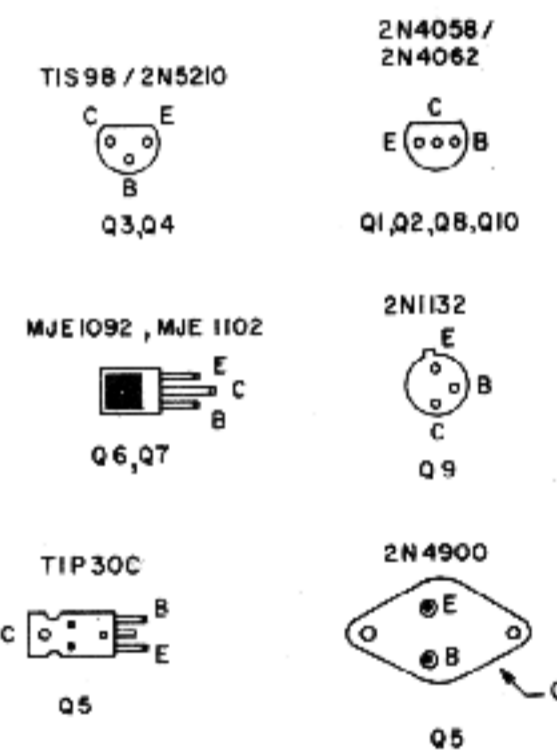 TIS98 / 2N5210
C E
B
Q3,Q4
2N4058 /
2N4062
C
E B
Q1,Q2,Q8,Q10
MJE1092 , MJE 1102
E
C
B
Q6,Q7
2N1132
E
B
C
Q9
TIP30C
B
C
E
Q5
2N4900
E
B
C
Q5